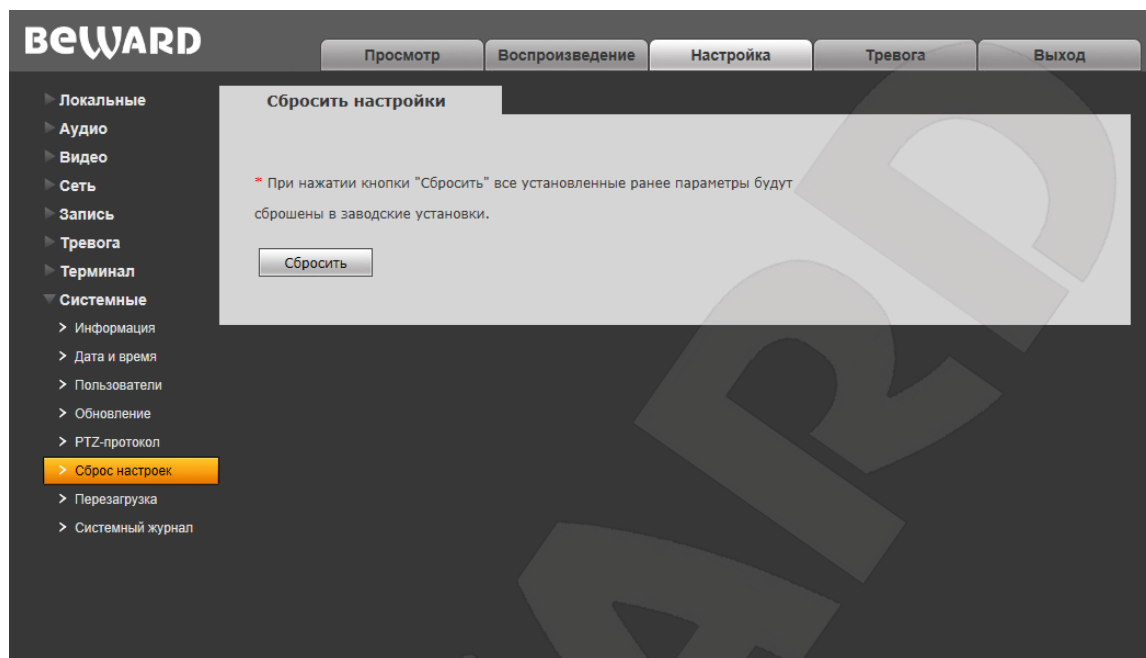 BEWARD
Просмотр
Воспроизведение
Настройка
Тревога
Выход
Локальные
Аудио
Видео
Сеть
Запись
Тревога
Терминал
Системные
Информация
Дата и время
Пользователи
Обновление
PTZ-протокол
Сброс настроек
Перезагрузка
Системный журнал
Сбросить настройки
* При нажатии кнопки "Сбросить" все установленные ранее параметры будут
сброшены в заводские установки.
Сбросить
ARD